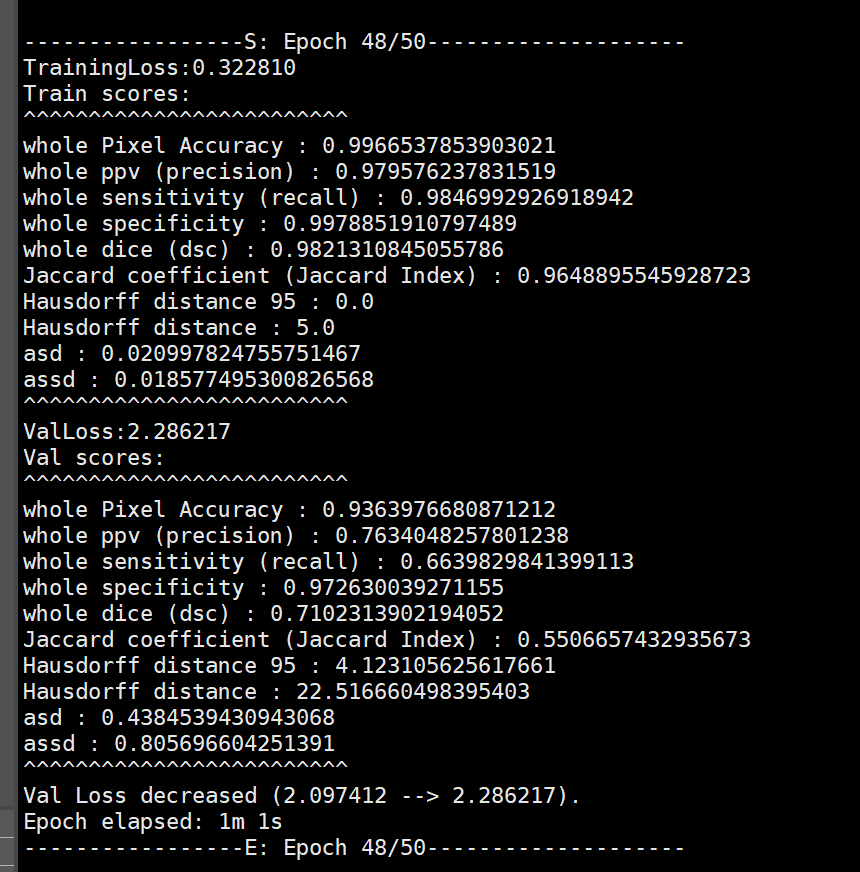 -----------------S: Epoch 48/50--------------------
TrainingLoss:0.322810
Train scores:
^^^^^^^^^^^^^^^^^^^^^^^^^
whole Pixel Accuracy : 0.9966537853903021
whole ppv (precision) : 0.979576237831519
whole sensitivity (recall) : 0.9846992926918942
whole specificity : 0.9978851910797489
whole dice (dsc) : 0.9821310845055786
Jaccard coefficient (Jaccard Index) : 0.9648895545928723
Hausdorff distance 95 : 0.0
Hausdorff distance : 5.0
asd : 0.020997824755751467
assd : 0.018577495300826568
^^^^^^^^^^^^^^^^^^^^^^^^^
ValLoss:2.286217
Val scores:
^^^^^^^^^^^^^^^^^^^^^^^^^
whole Pixel Accuracy : 0.9363976680871212
whole ppv (precision) : 0.7634048257801238
whole sensitivity (recall) : 0.6639829841399113
whole specificity : 0.972630039271155
whole dice (dsc) : 0.7102313902194052
Jaccard coefficient (Jaccard Index) : 0.5506657432935673
Hausdorff distance 95 : 4.123105625617661
Hausdorff distance : 22.516660498395403
asd : 0.4384539430943068
assd : 0.805696604251391
^^^^^^^^^^^^^^^^^^^^^^^^^
Val Loss decreased (2.097412 --> 2.286217).
Epoch elapsed: 1m 1s
-----------------E: Epoch 48/50--------------------